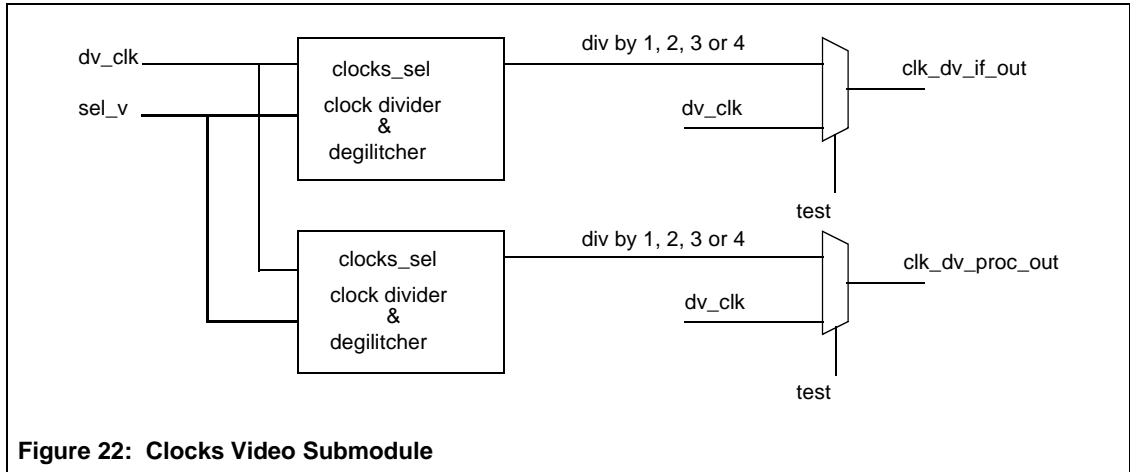 dv_clk
sel_v
clocks_sel
clock divider
&
degilitcher
div by 1, 2, 3 or 4
dv_clk
clk_dv_if_out
test
clocks_sel
clock divider
&
degilitcher
div by 1, 2, 3 or 4
dv_clk
clk_dv_proc_out
test
Figure 22: Clocks Video Submodule